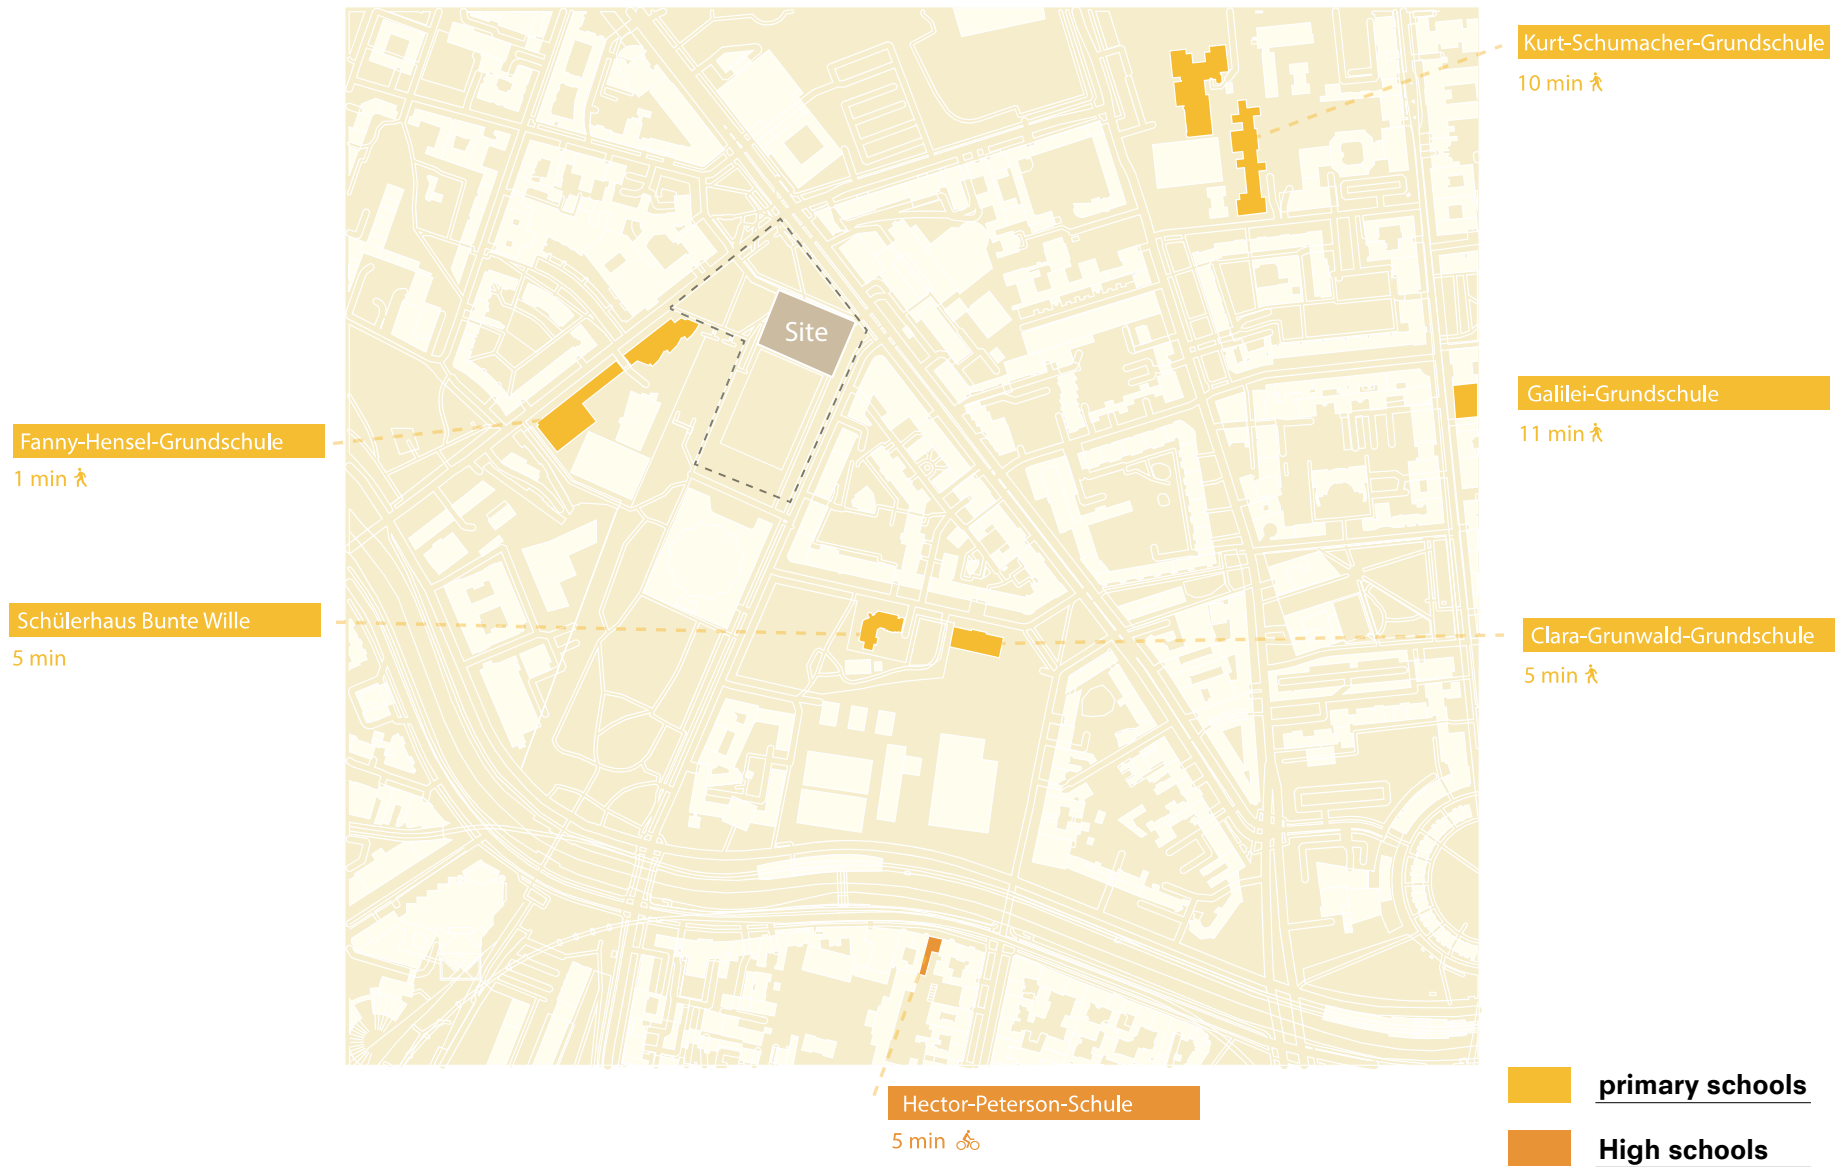 Kurt-Schumacher-Grundschule
10 min
Site
Galilei-Grundschule
11 min
Fanny-Hensel-Grundschule
1 min
Schülerhaus Bunte Wille
5 min
Clara-Grunwald-Grundschule
5 min
Hector-Peterson-Schule
5 min
primary schools
High schools